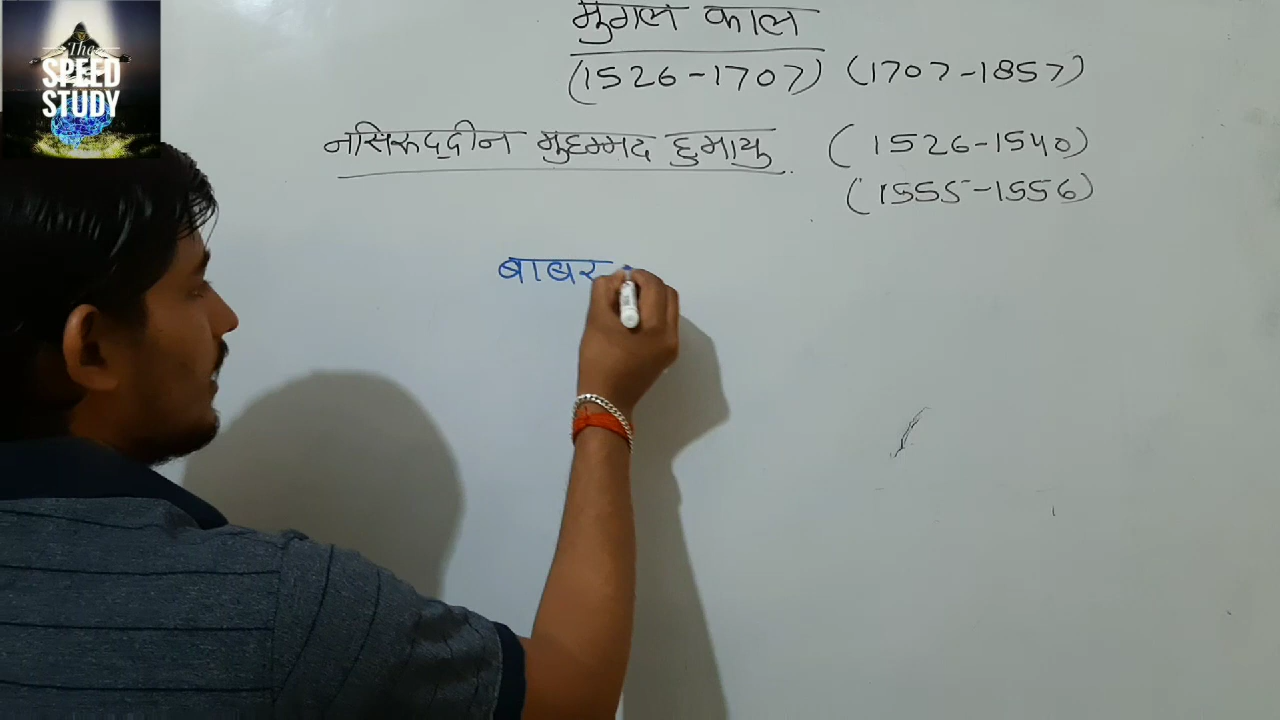 The
SPEED
STUDY
मुगल काल
(1526-1707) (1707-1857)
नसिरुद्दीन मुहम्मद हुमायु (1526-1540)
(1555-1556)
बाबर